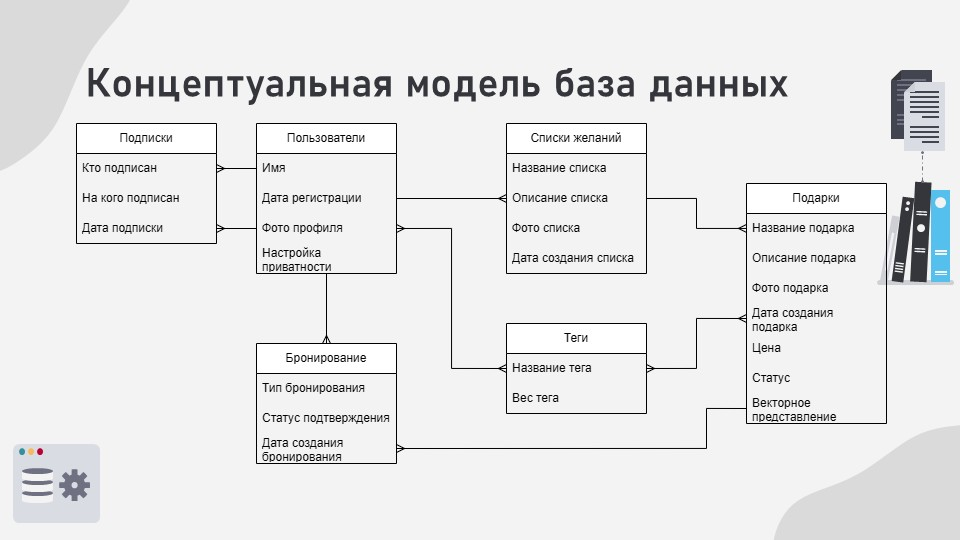 Концептуальная модель база данных
Подписки
Кто подписан
На кого подписан
Дата подписки
Пользователи
Имя
Дата регистрации
Фото профиля
Настройка
приватности
Списки желаний
Название списка
Описание списка
Фото списка
Дата создания списка
Подарки
Название подарка
Описание подарка
Фото подарка
Дата создания
подарка
Цена
Статус
Векторное
представление
Теги
Название тега
Вес тега
Бронирование
Тип бронирования
Статус подтверждения
Дата создания
бронирования